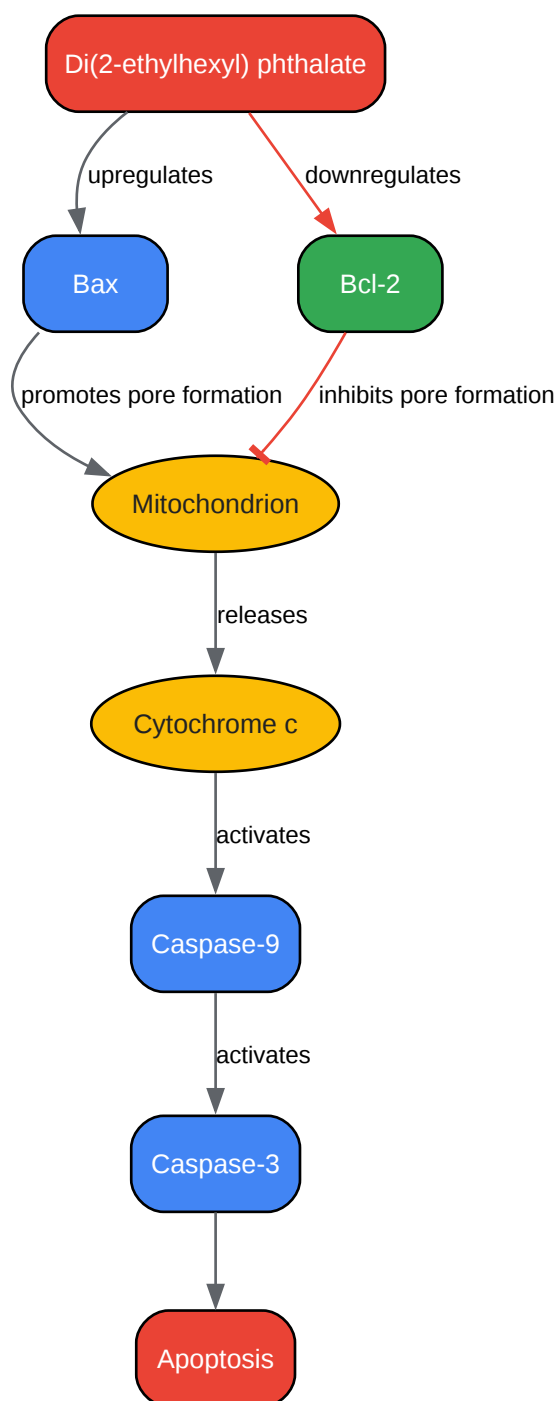 Di(2-ethylhexyl) phthalate
upregulates
downregulates
Bax
Bcl-2
promotes pore formation
inhibits pore formation
Mitochondrion
releases
Cytochrome c
activates
Caspase-9
activates
Caspase-3
Apoptosis